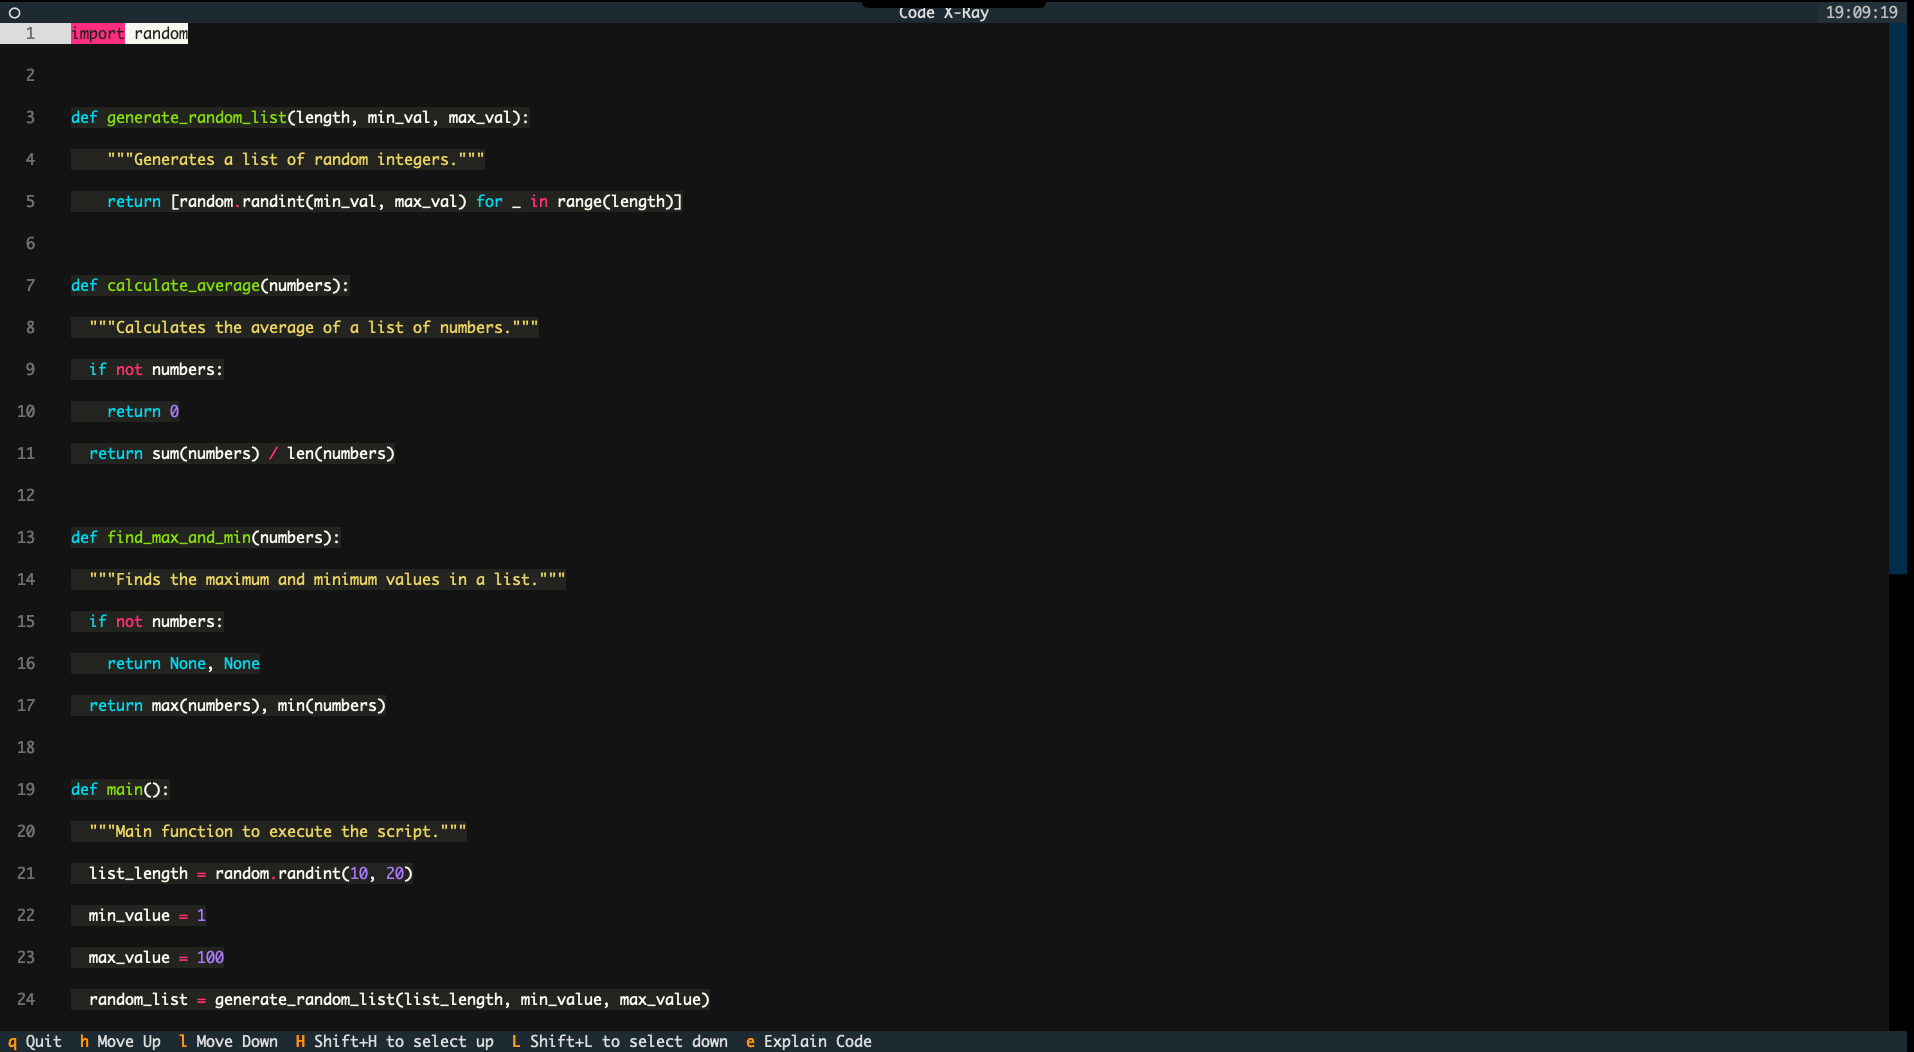 Code X-Ray 19:09:19
1 import random
2
3 def generate_random_list(length, min_val, max_val):
4 """Generates a list of random integers."""
5 return [random.randint(min_val, max_val) for _ in range(length)]
6
7 def calculate_average(numbers):
8 """Calculates the average of a list of numbers."""
9 if not numbers:
10 return 0
11 return sum(numbers) / len(numbers)
12
13 def find_max_and_min(numbers):
14 """Finds the maximum and minimum values in a list."""
15 if not numbers:
16 return None, None
17 return max(numbers), min(numbers)
18
19 def main():
20 """Main function to execute the script."""
21 list_length = random.randint(10, 20)
22 min_value = 1
23 max_value = 100
24 random_list = generate_random_list(list_length, min_value, max_value)
q Quit h Move Up l Move Down H Shift+H to select up L Shift+L to select down e Explain Code